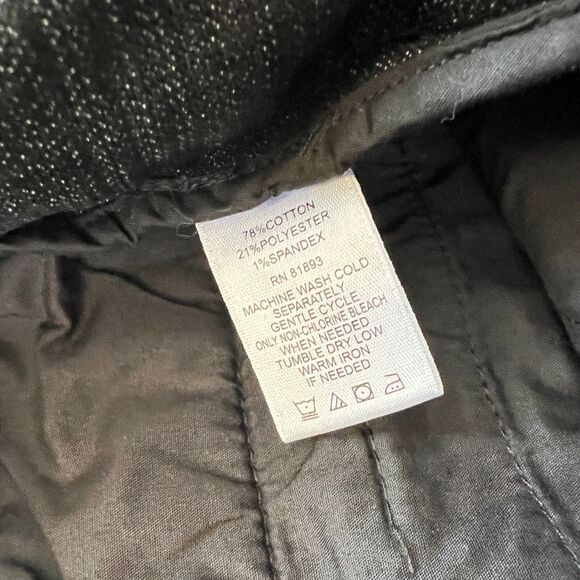 78%COTTON
21%POLYESTER
1%SPANDEX
RN 81893
MACHINE WASH COLD
SEPARATELY
GENTLE CYCLE
ONLY NON-CHLORINE BLEACH
WHEN NEEDED
TUMBLE DRY LOW
WARM IRON
IF NEEDED